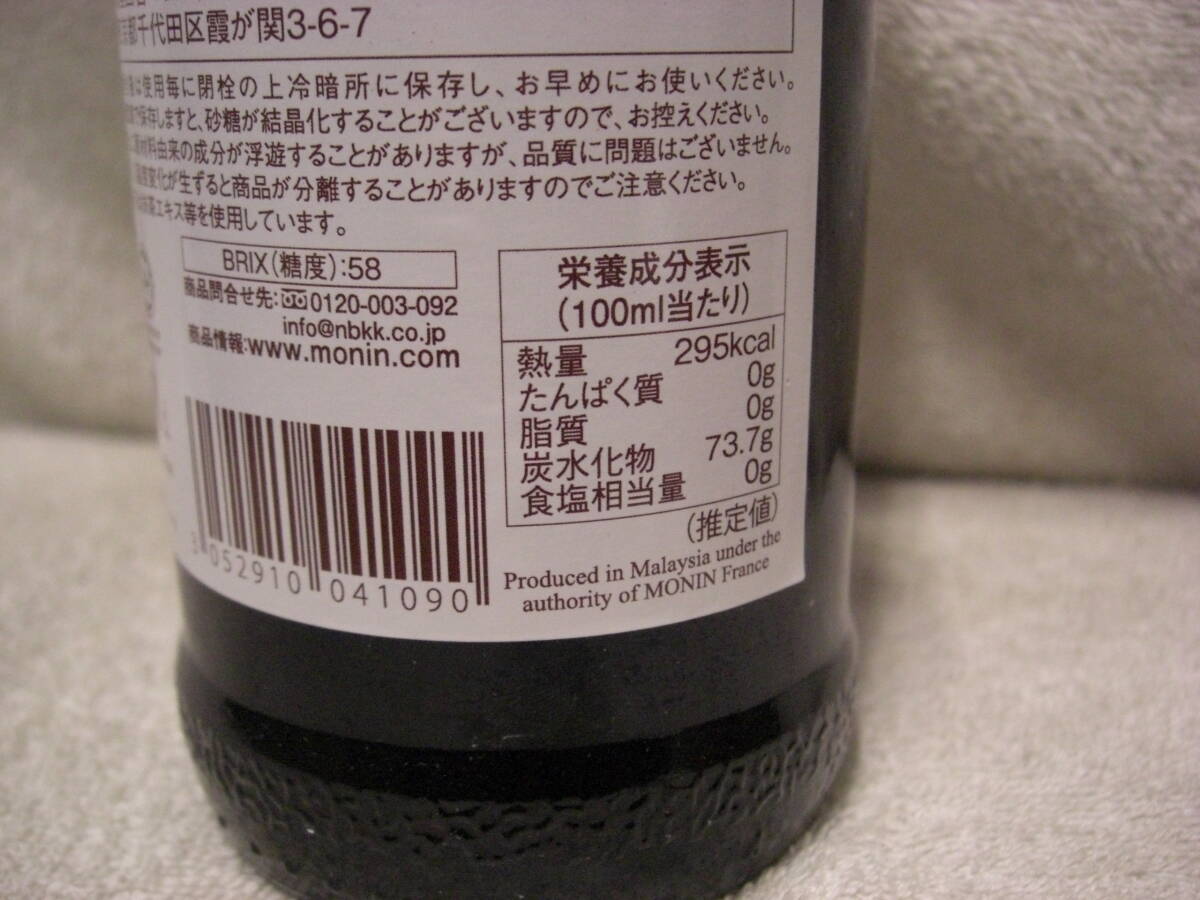 京都千代田区霞が関3-6-7
は使用毎に閉栓の上冷暗所に保存し、お早めにお使いください。
で保存しますと、砂糖が結晶化することがございますので、お控えください。
材料由来の成分が浮遊することがありますが、品質に問題はございません。
変化が生ずると商品が分離することがありますのでご注意ください。
エキス等を使用しています。
BRIX(糖度):58
商品問合せ先:0120-003-092
info@nbkk.co.jp
商品情報:www.monin.com
栄養成分表示
(100ml当たり)
熱量 295kcal
たんぱく質 0g
脂質 0g
炭水化物 73.7g
食塩相当量 0g
(推定値)
Produced in Malaysia under the
authority of MONIN France
052910 041090